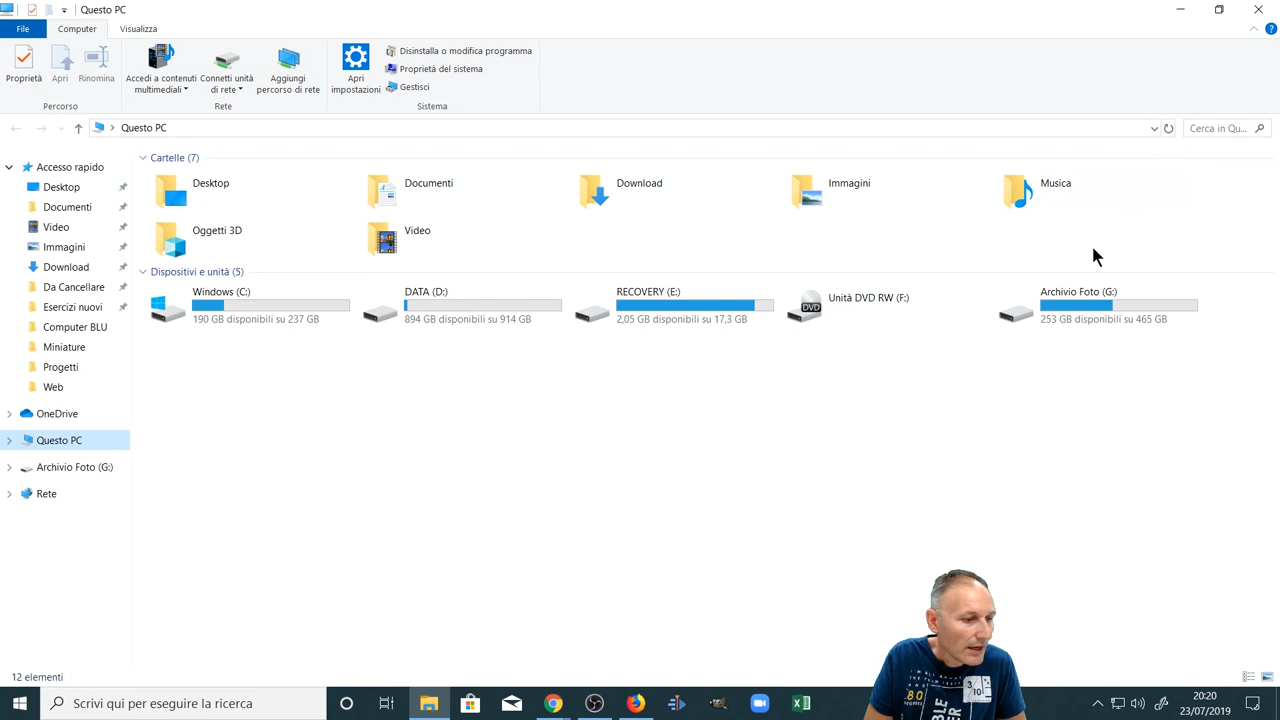 Questo PC
File
Computer
Visualizza
Proprietà
Apri
Rinomina
Accedi a contenuti
multimediali
Connetti unità
di rete
Aggiungi
percorso di rete
Apri
impostazioni
Disinstalla o modifica programma
Proprietà del sistema
Gestisci
Percorso
Rete
Sistema
Questo PC
Cerca in Qu...
Accesso rapido
Desktop
Documenti
Video
Immagini
Download
Da Cancellare
Esercizi nuovi
Computer BLU
Miniature
Progetti
Web
OneDrive
Questo PC
Archivio Foto (G:)
Rete
Cartelle (7)
Desktop
Documenti
Download
Immagini
Musica
Oggetti 3D
Video
Dispositivi e unità (5)
Windows (C:)
190 GB disponibili su 237 GB
DATA (D:)
894 GB disponibili su 914 GB
RECOVERY (E:)
2,05 GB disponibili su 17,3 GB
DVD
Unità DVD RW (F:)
Archivio Foto (G:)
253 GB disponibili su 465 GB
12 elementi
Scrivi qui per eseguire la ricerca
20:20
23/07/2019
80